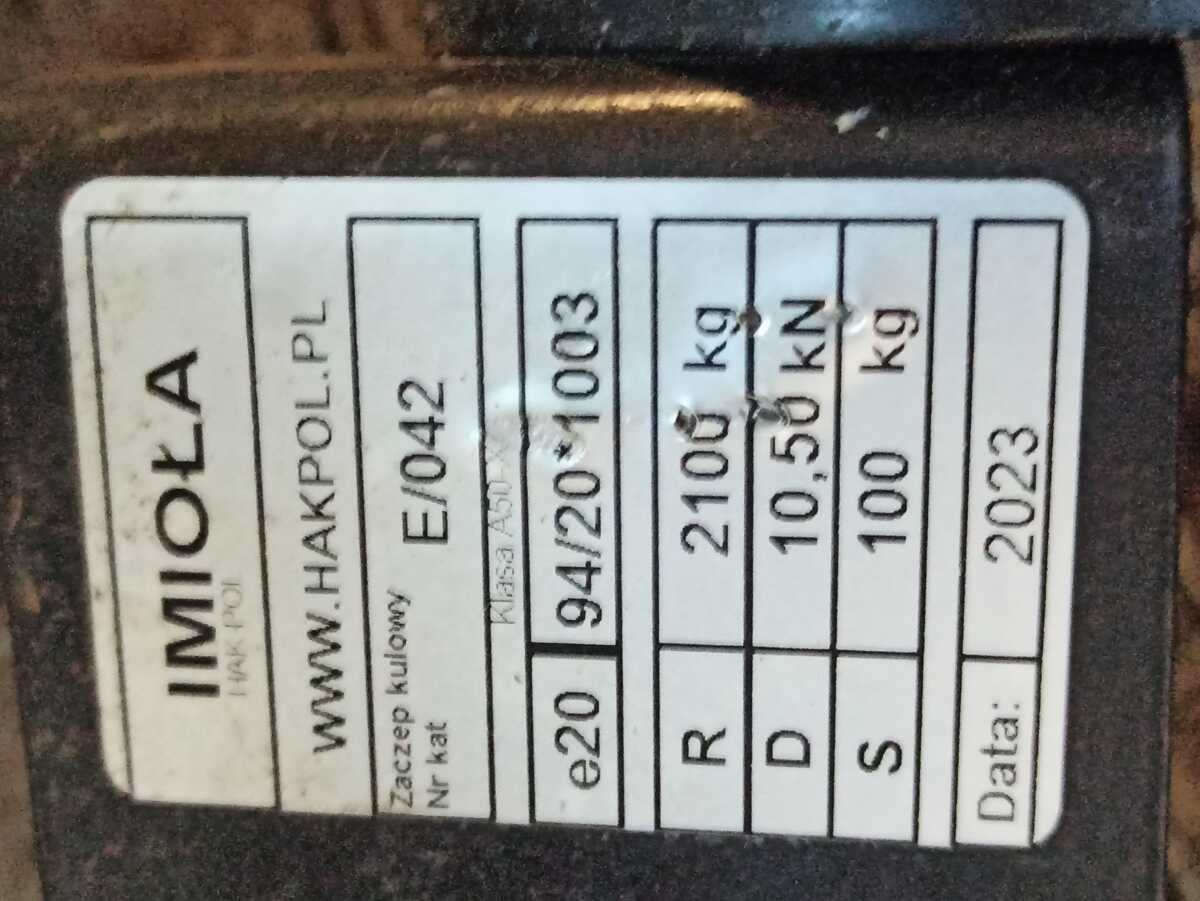 IMIOŁA
HAK POL
WWW.HAKPOL.PL
Zaczep kulowy
Nr kat E/042
Klasa A50-X
e20 94/20*1003
R 2100 kg
D 10,50 kN
S 100 kg
Data: 2023